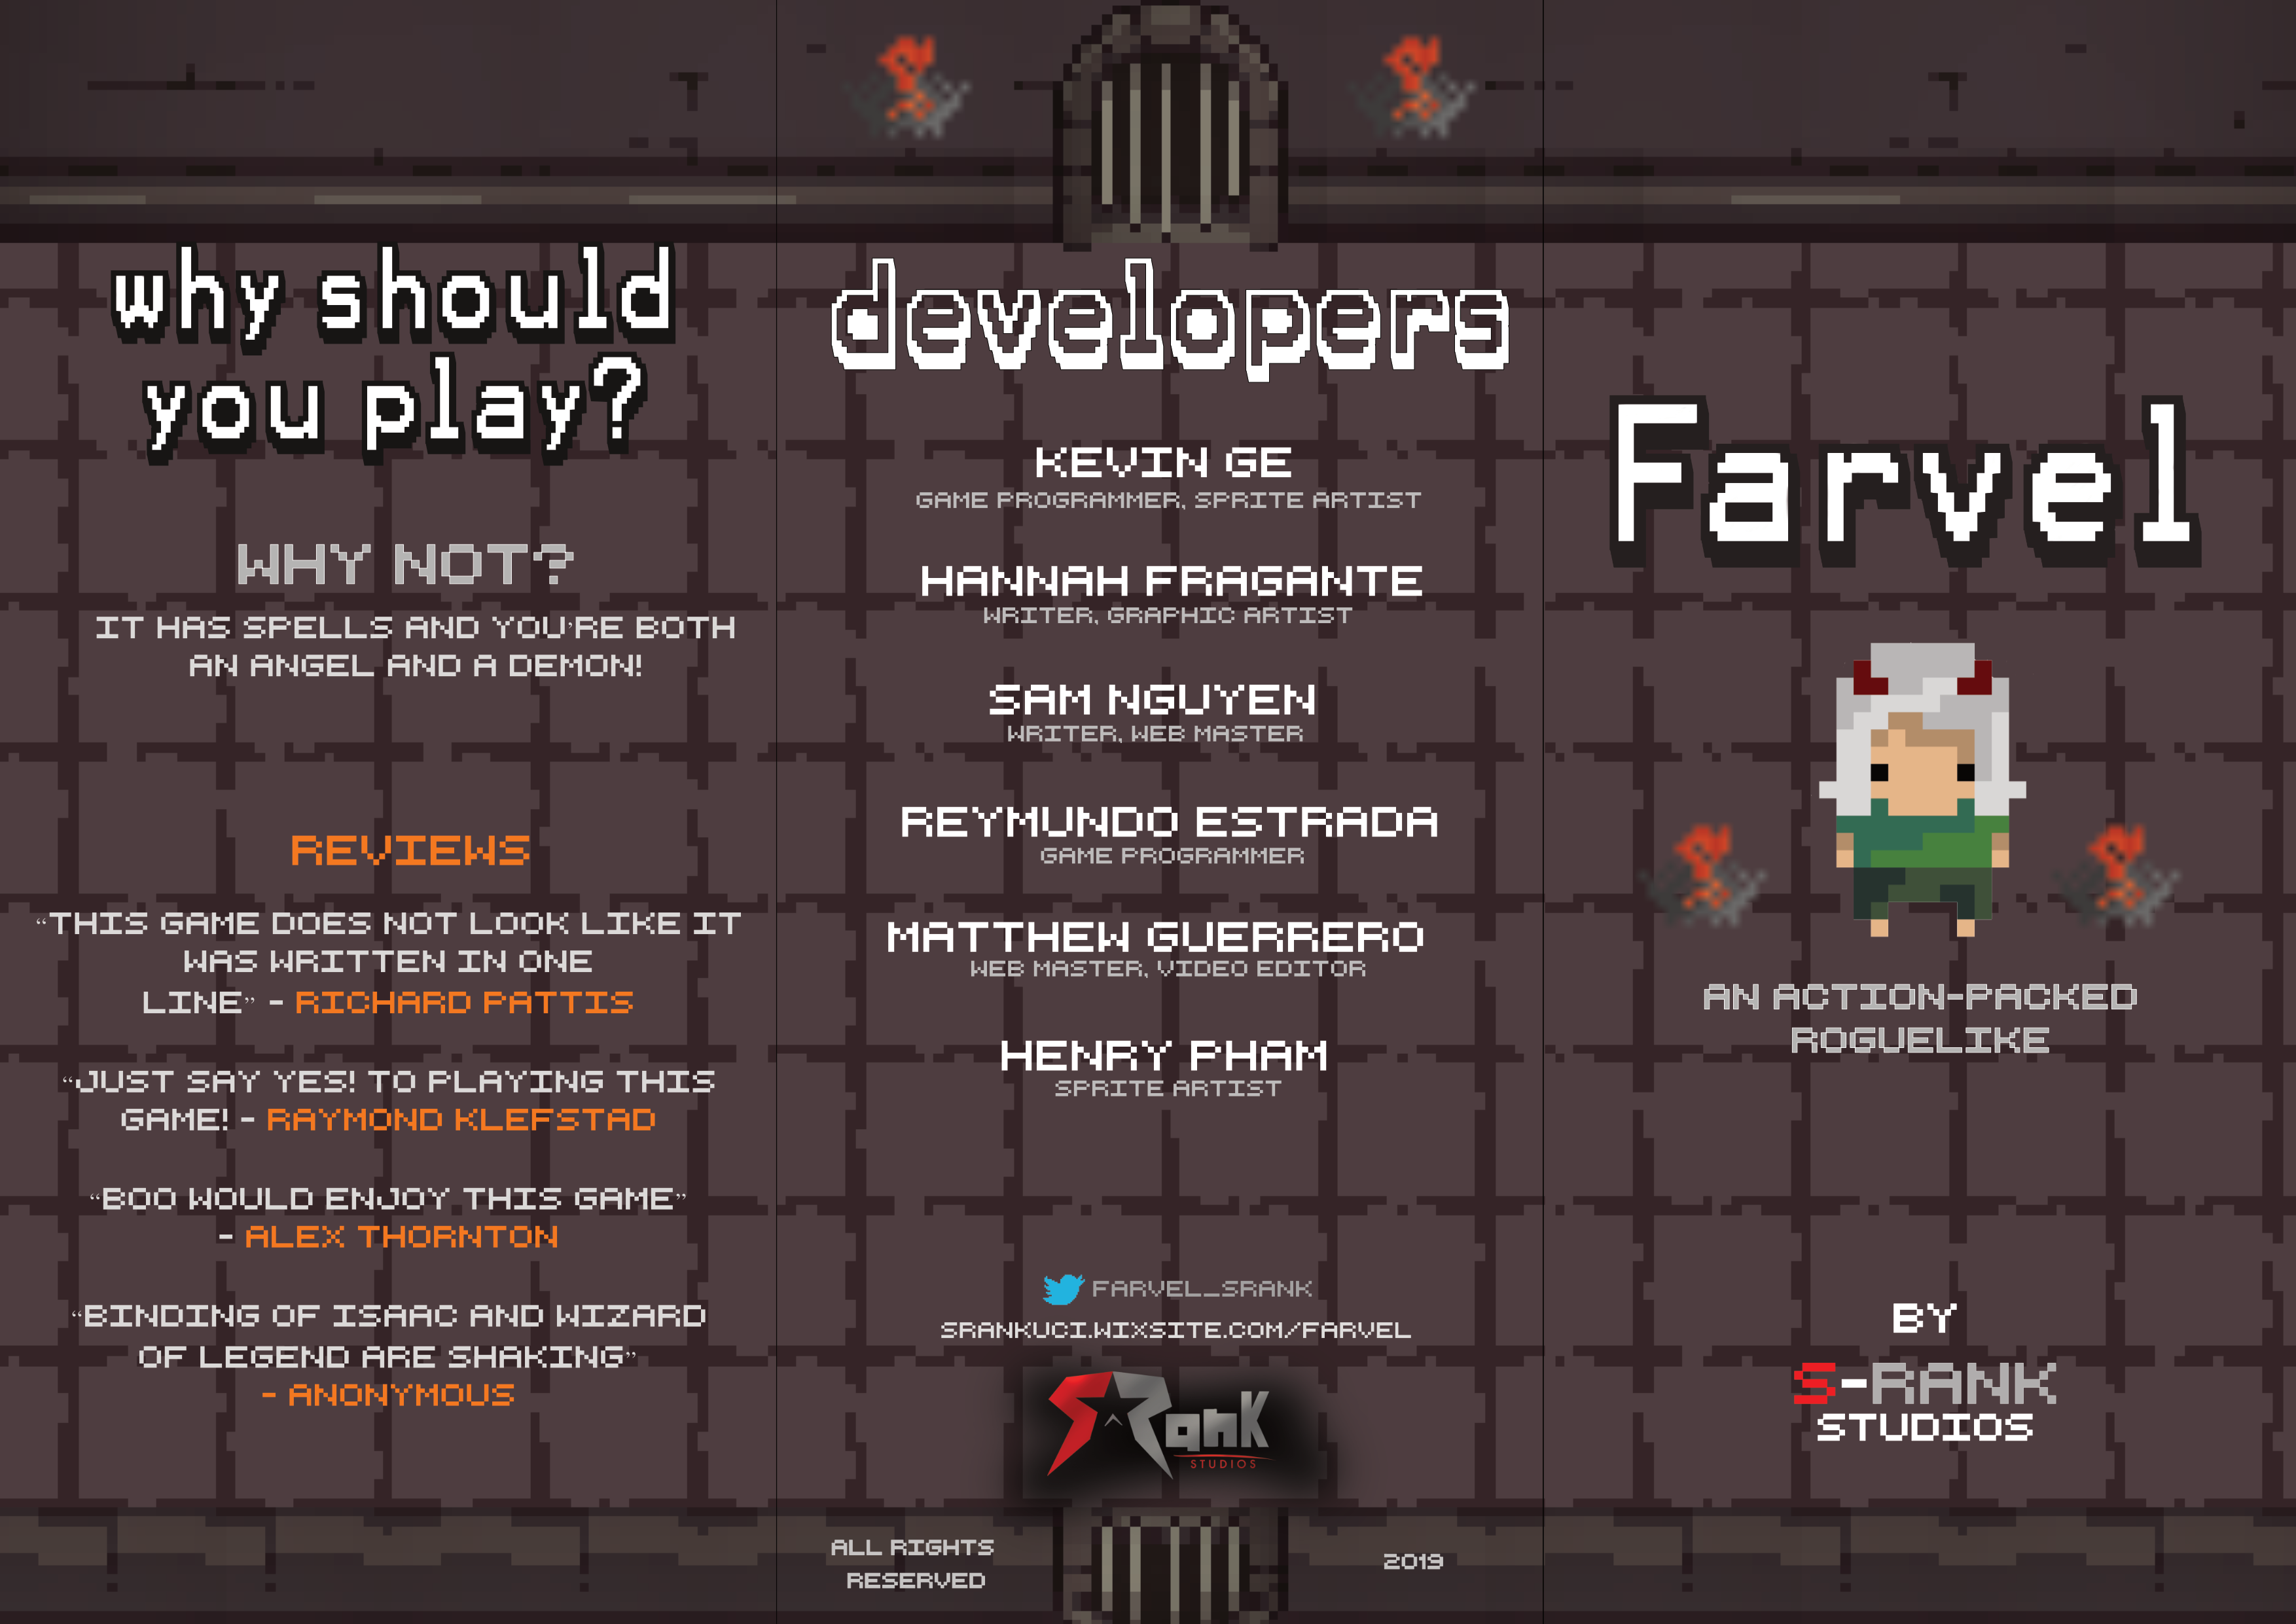 why should
you play?
WHY NOT?
IT HAS SPELLS AND YOU'RE BOTH
AN ANGEL AND A DEMON!
REVIEWS
“THIS GAME DOES NOT LOOK LIKE IT
WAS WRITTEN IN ONE
LINE” - RICHARD PATTIS
“JUST SAY YES! TO PLAYING THIS
GAME! - RAYMOND KLEFSTAD
“BOO WOULD ENJOY THIS GAME”
- ALEX THORNTON
“BINDING OF ISAAC AND WIZARD
OF LEGEND ARE SHAKING”
- ANONYMOUS
developers
KEVIN GE
GAME PROGRAMMER, SPRITE ARTIST
HANNAH FRAGANTE
WRITER, GRAPHIC ARTIST
SAM NGUYEN
WRITER, WEB MASTER
REYMUNDO ESTRADA
GAME PROGRAMMER
MATTHEW GUERRERO
WEB MASTER, VIDEO EDITOR
HENRY PHAM
SPRITE ARTIST
FARVEL_SRANK
SRANKUCI.WIXSITE.COM/FARVEL
S Rank
STUDIOS
ALL RIGHTS
RESERVED
2019
Farvel
AN ACTION-PACKED
ROGUELIKE
BY
S-RANK
STUDIOS